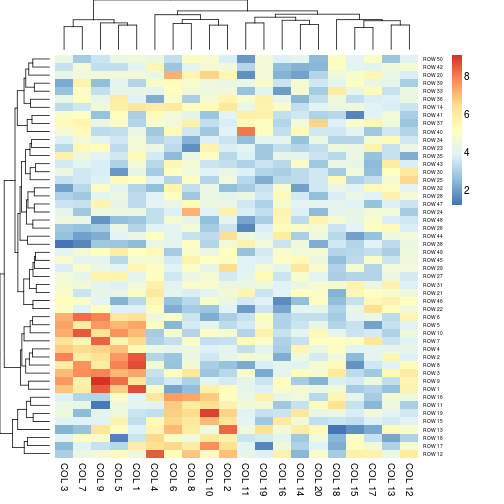 ROW 50
ROW 42
ROW 20
ROW 39
ROW 33
ROW 36
ROW 14
ROW 41
ROW 37
ROW 40
ROW 34
ROW 23
ROW 35
ROW 43
ROW 30
ROW 25
ROW 32
ROW 28
ROW 47
ROW 24
ROW 48
ROW 26
ROW 44
ROW 38
ROW 49
ROW 45
ROW 29
ROW 27
ROW 31
ROW 21
ROW 46
ROW 22
ROW 6
ROW 5
ROW 10
ROW 7
ROW 4
ROW 2
ROW 8
ROW 3
ROW 9
ROW 1
ROW 16
ROW 11
ROW 19
ROW 15
ROW 13
ROW 18
ROW 17
ROW 12
COL 3
COL 7
COL 9
COL 5
COL 1
COL 4
COL 6
COL 8
COL 10
COL 2
COL 11
COL 19
COL 16
COL 14
COL 20
COL 18
COL 15
COL 17
COL 13
COL 12
8
6
4
2